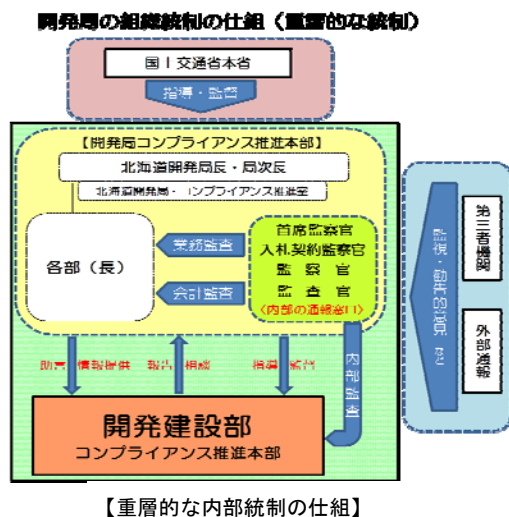 開発局の組織統制の仕組（重層的な統制）
国土交通省本省
指導・監督
【開発局コンプライアンス推進本部】
北海道開発局長・局次長
北海道開発局・コンプライアンス推進室
各部（長）
業務監査
会計監査
首席監察官
入札契約監察官
監察官
監査官
〈内部の通報窓口〉
助言 情報提供
報告 相談
指導 監督
内部監査
開発建設部
コンプライアンス推進本部
監視・勧告的意見 など
第三者機関
外部通報
【重層的な内部統制の仕組】